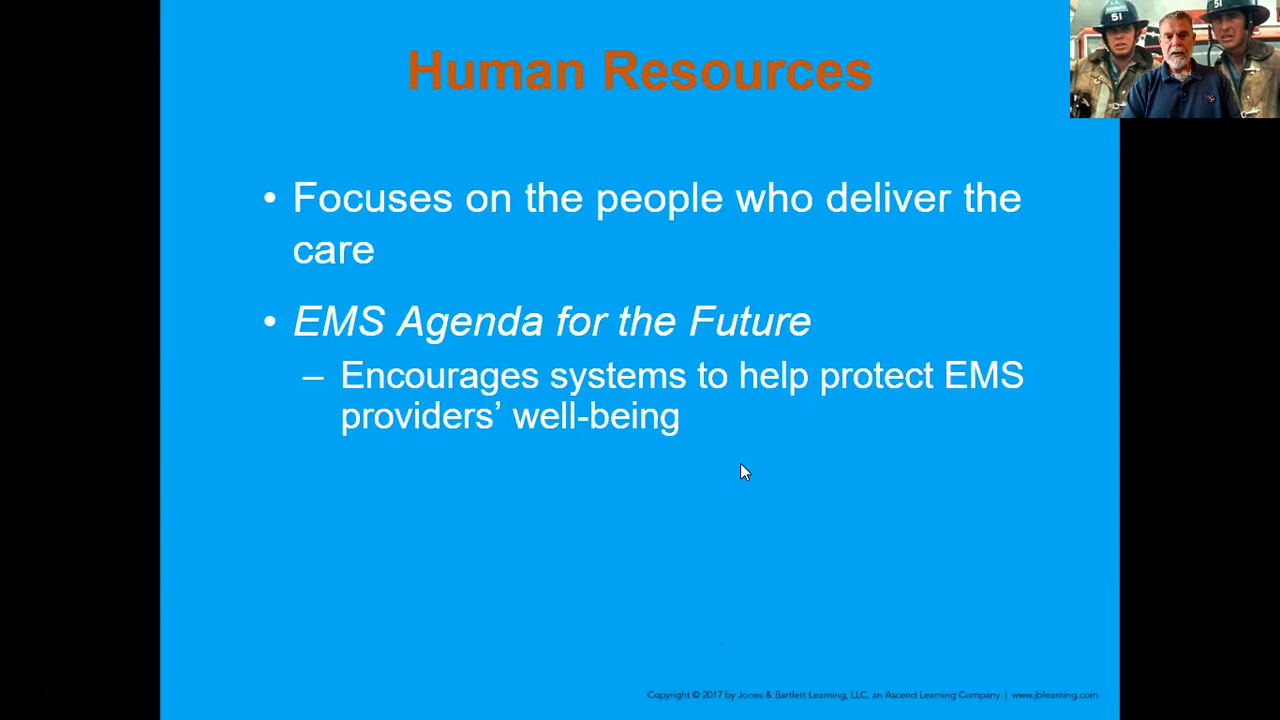 Human Resources
51
51
• Focuses on the people who deliver the
care
• EMS Agenda for the Future
– Encourages systems to help protect EMS
providers’ well-being
Copyright © 2017 by Jones & Bartlett Learning, LLC, an Ascend Learning Company | www.jblearning.com